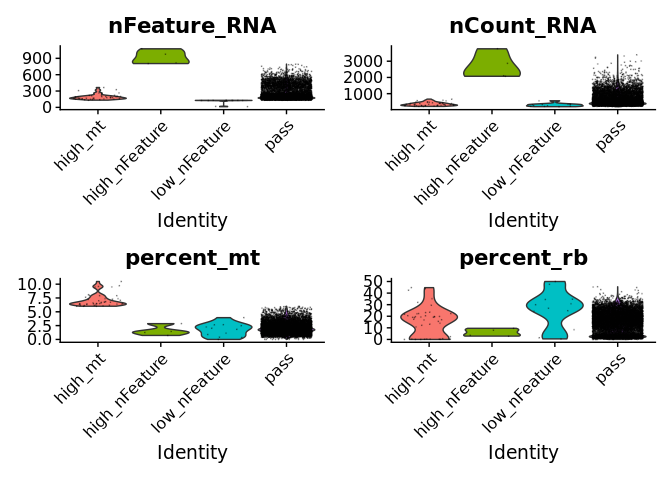 nFeature_RNA
900
600
300
0
high_mt
high_nFeature
low_nFeature
pass
Identity
nCount_RNA
3000
2000
1000
high_mt
high_nFeature
low_nFeature
pass
Identity
percent_mt
10.0
7.5
5.0
2.5
0.0
high_mt
high_nFeature
low_nFeature
pass
Identity
percent_rb
50
40
30
20
10
0
high_mt
high_nFeature
low_nFeature
pass
Identity